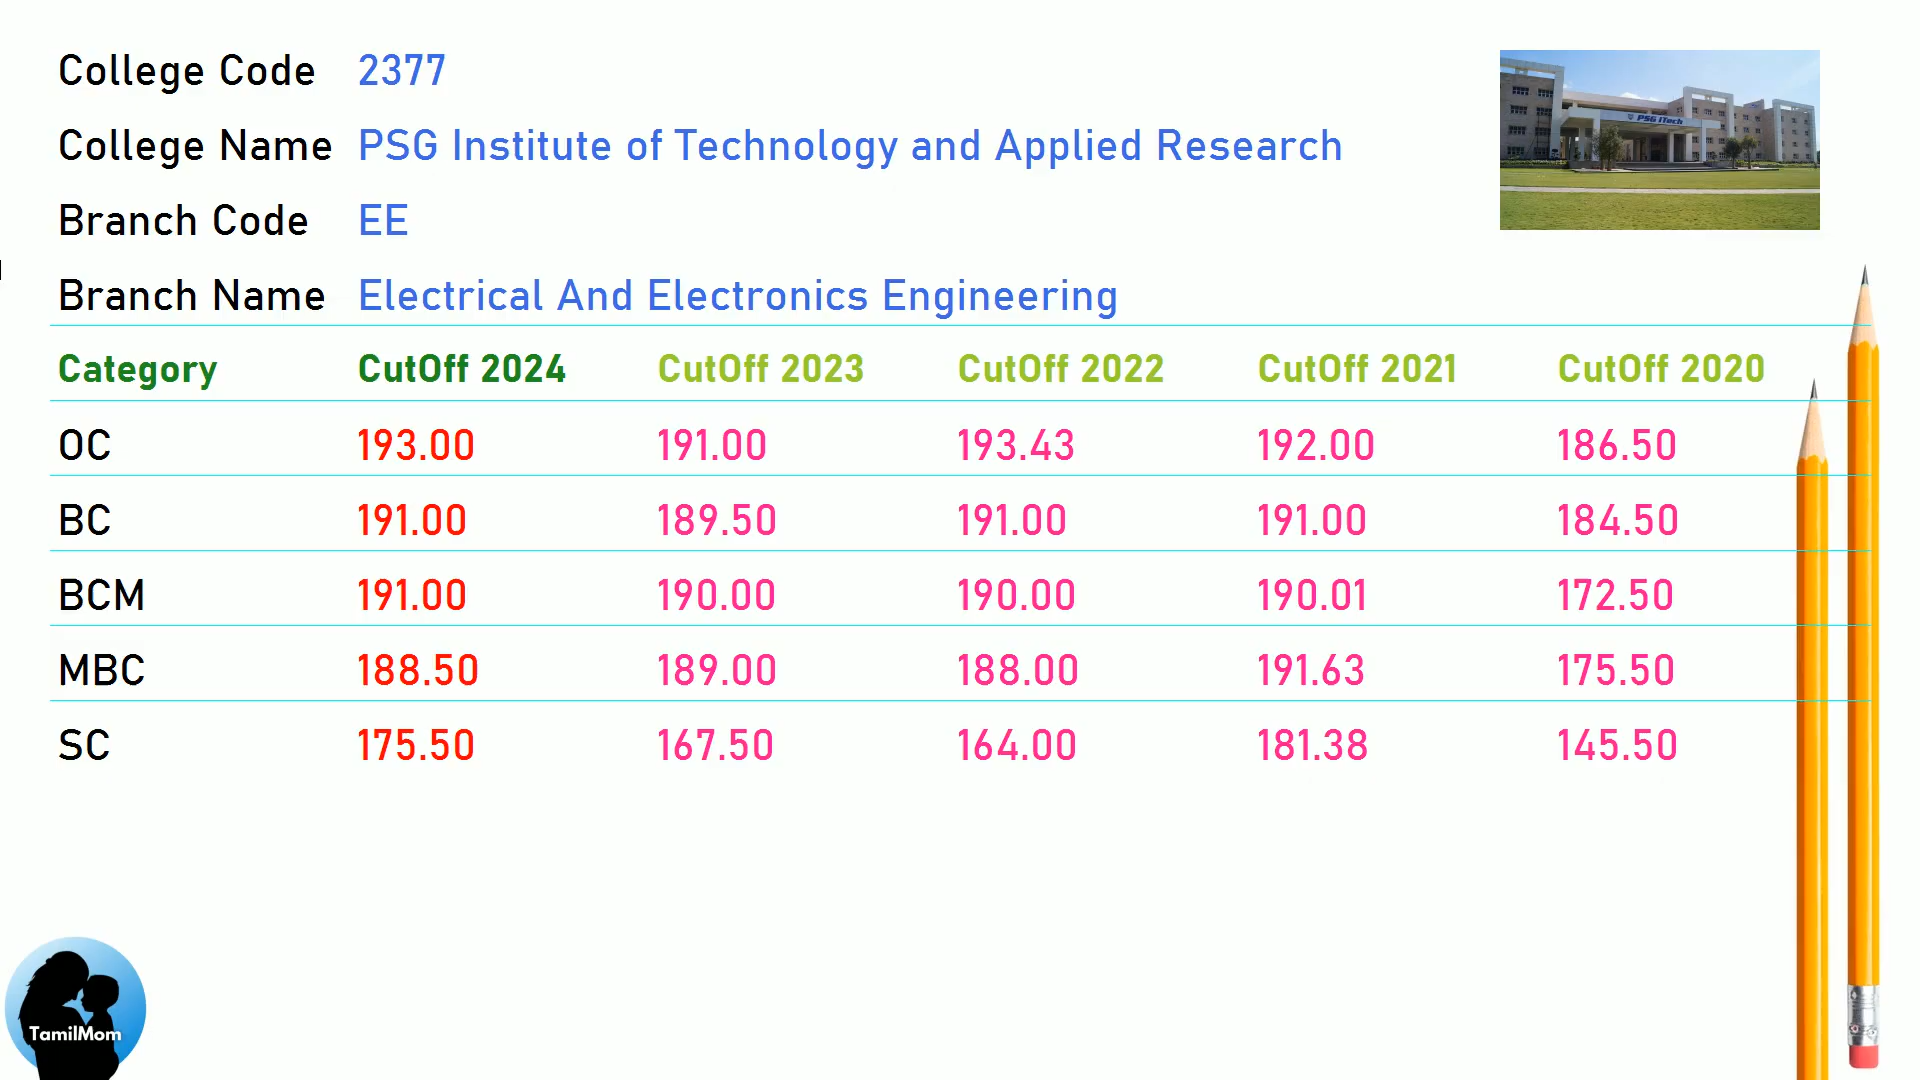 College Code 2377
PSG iTech
College Name PSG Institute of Technology and Applied Research
Branch Code EE
Branch Name Electrical And Electronics Engineering
Category CutOff 2024 CutOff 2023 CutOff 2022 CutOff 2021 CutOff 2020
OC 193.00 191.00 193.43 192.00 186.50
BC 191.00 189.50 191.00 191.00 184.50
BCM 191.00 190.00 190.00 190.01 172.50
MBC 188.50 189.00 188.00 191.63 175.50
SC 175.50 167.50 164.00 181.38 145.50
TamilMom